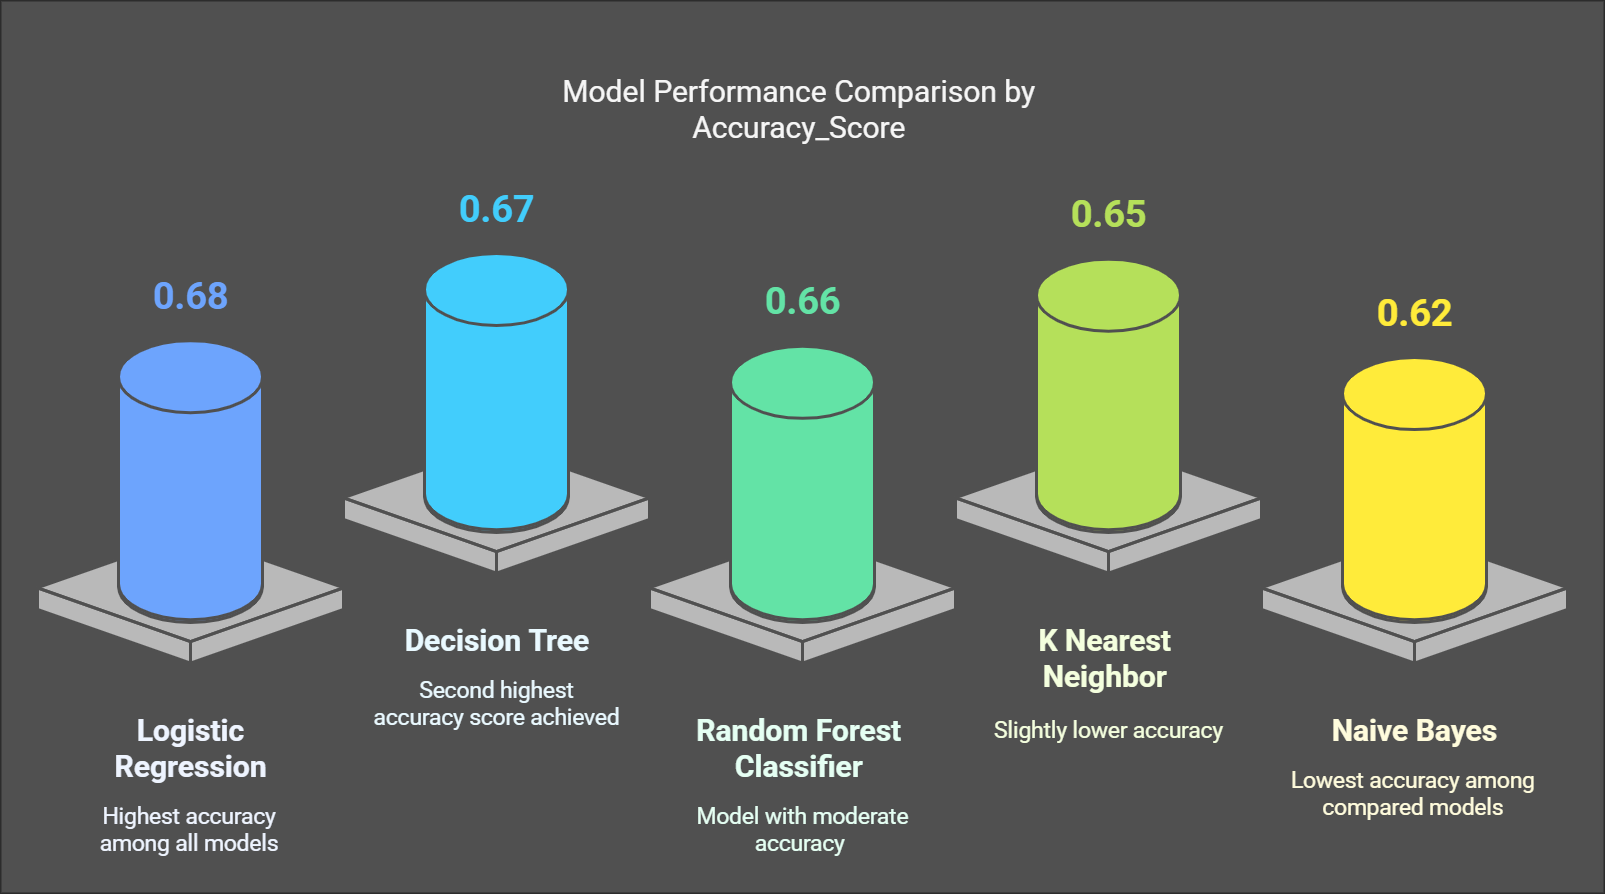 Model Performance Comparison by
Accuracy_Score
0.68
0.67
0.66
0.65
0.62
Logistic
Regression
Highest accuracy
among all models
Decision Tree
Second highest
accuracy score achieved
Random Forest
Classifier
Model with moderate
accuracy
K Nearest
Neighbor
Slightly lower accuracy
Naive Bayes
Lowest accuracy among
compared models